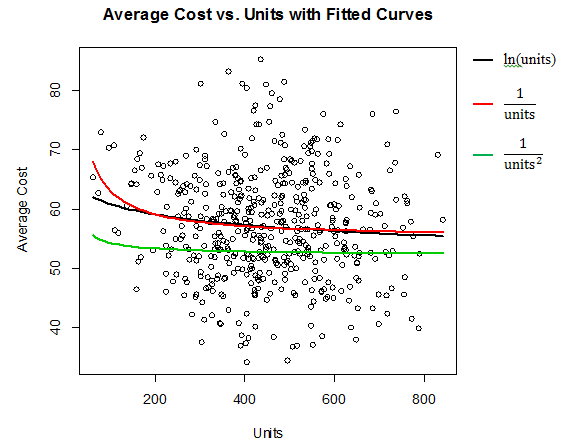 Average Cost vs. Units with Fitted Curves
ln(units)
1
units
1
units²
Average Cost
80
70
60
50
40
200 400 600 800
Units